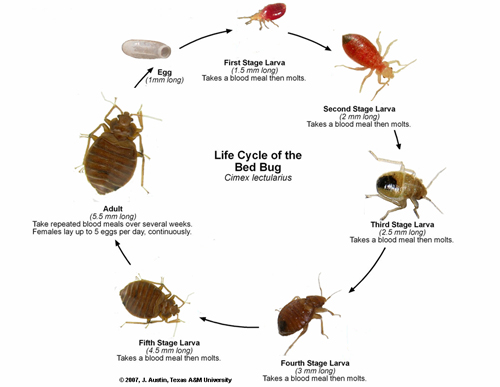 Egg
(1mm long)
First Stage Larva
(1.5 mm long)
Takes a blood meal then molts.
Second Stage Larva
(2 mm long)
Takes a blood meal then molts.
Life Cycle of the
Bed Bug
Cimex lectularius
Third Stage Larva
(2.5 mm long)
Takes a blood meal then molts.
Fourth Stage Larva
(3 mm long)
Takes a blood meal then molts.
Fifth Stage Larva
(4.5 mm long)
Takes a blood meal then molts.
Adult
(5.5 mm long)
Take repeated blood meals over several weeks.
Females lay up to 5 eggs per day, continuously.
© 2007, J. Austin, Texas A&M University